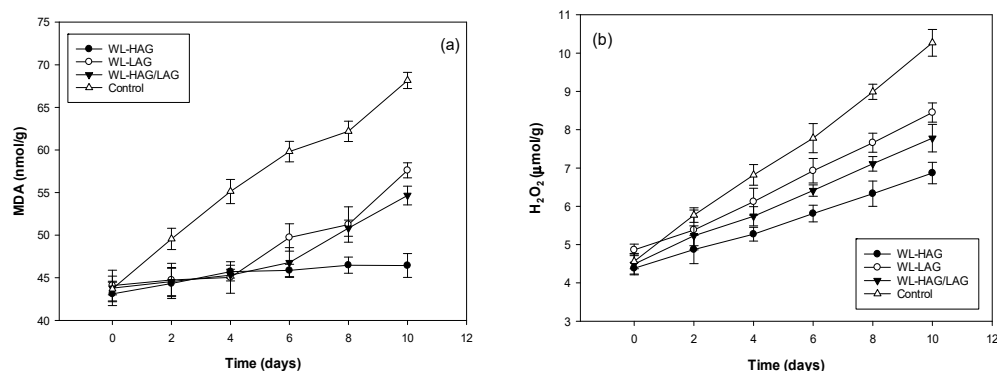 (a)
WL-HAG
WL-LAG
WL-HAG/LAG
Control
MDA (nmol/g)
75
70
65
60
55
50
45
40
0 2 4 6 8 10 12
Time (days)
(b)
H₂O₂ (μmol/g)
11
10
9
8
7
6
5
4
3
WL-HAG
WL-LAG
WL-HAG/LAG
Control
0 2 4 6 8 10 12
Time (days)